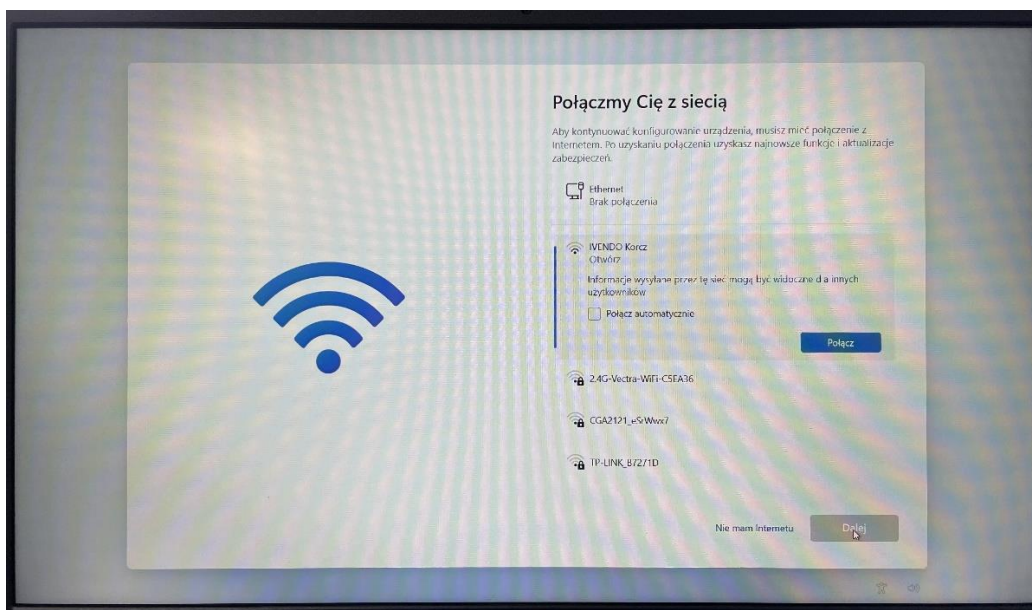 Połączmy Cię z siecią
Aby kontynuować konfigurowanie urządzenia, musisz mieć połączenie z
Internetem. Po uzyskaniu połączenia uzyskasz najnowsze funkcje i aktualizacje
zabezpieczeń.
Ethernet
Brak połączenia
IVENDO Korcz
Otwórz
Informacje wysyłane przez tę sieć mogą być widoczne dla innych
użytkowników
Połącz automatycznie
Połącz
2.4G-Vectra-WiFi-C5EA36
CGA2121_eSrWwx7
TP-LINK_B7271D
Nie mam Internetu
Dalej